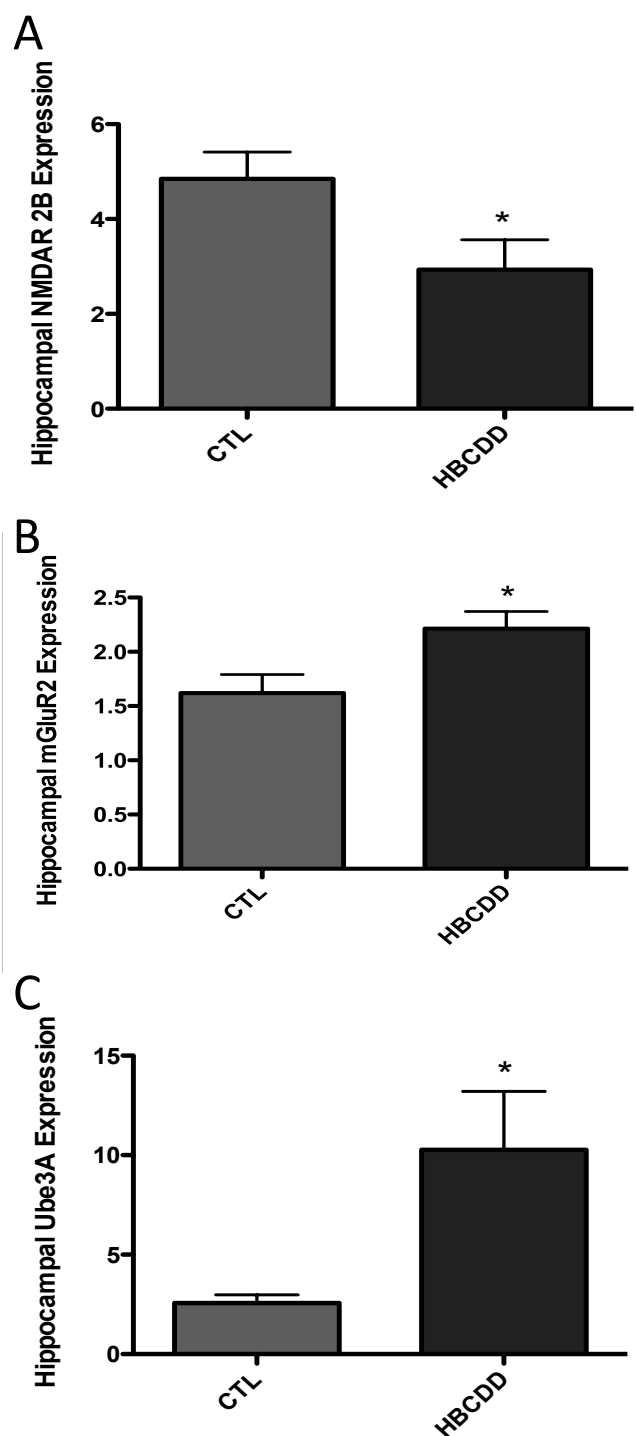 A
Hippocampal NMDAR 2B Expression
6
4
2
0
*
CTL
HBCDD
B
Hippocampal mGluR2 Expression
2.5
2.0
1.5
1.0
0.5
0.0
*
CTL
HBCDD
C
Hippocampal Ube3A Expression
15
10
5
0
*
CTL
HBCDD